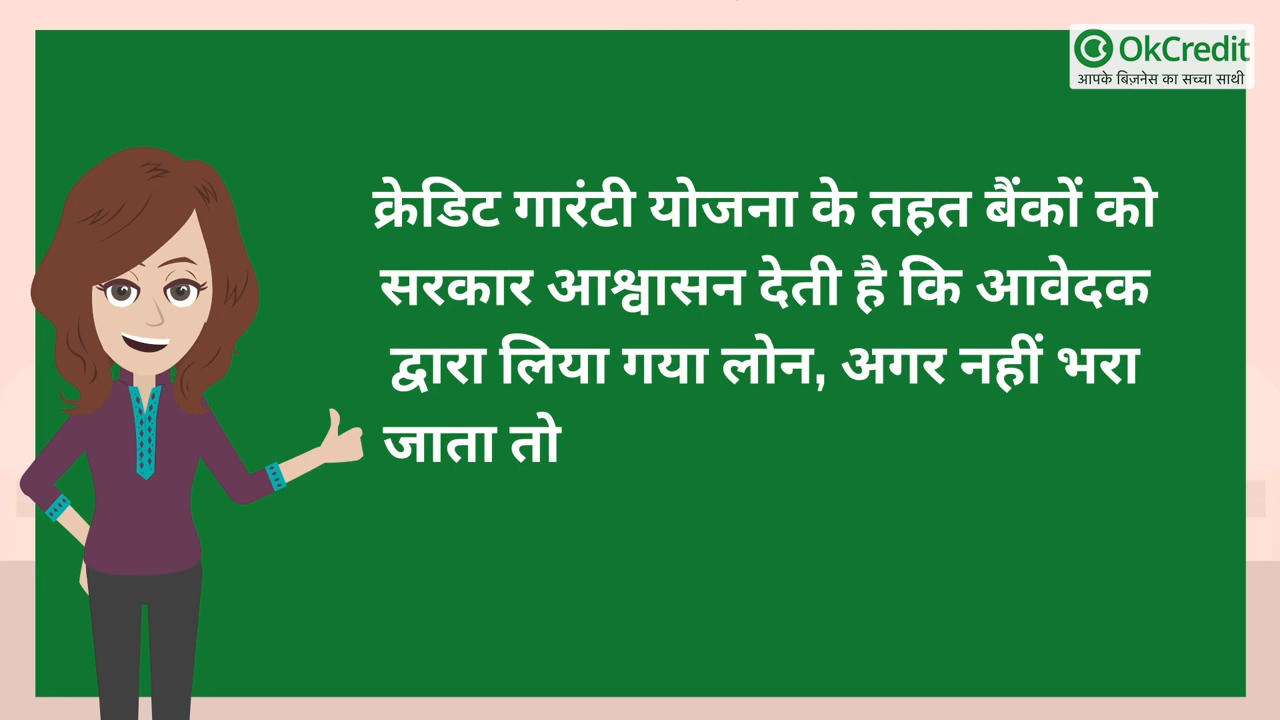 OkCredit
आपके बिज़नेस का सच्चा साथी
क्रेडिट गारंटी योजना के तहत बैंकों को
सरकार आश्वासन देती है कि आवेदक
द्वारा लिया गया लोन, अगर नहीं भरा
जाता तो